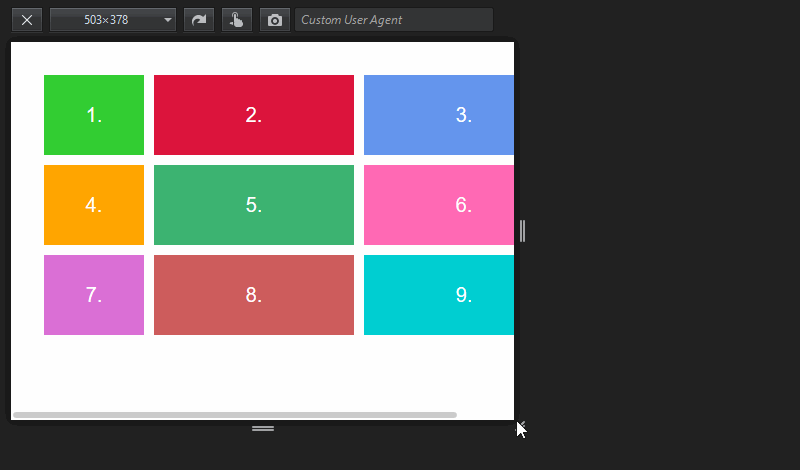 503×378
Custom User Agent
1. 2. 3.
4. 5. 6.
7. 8. 9.